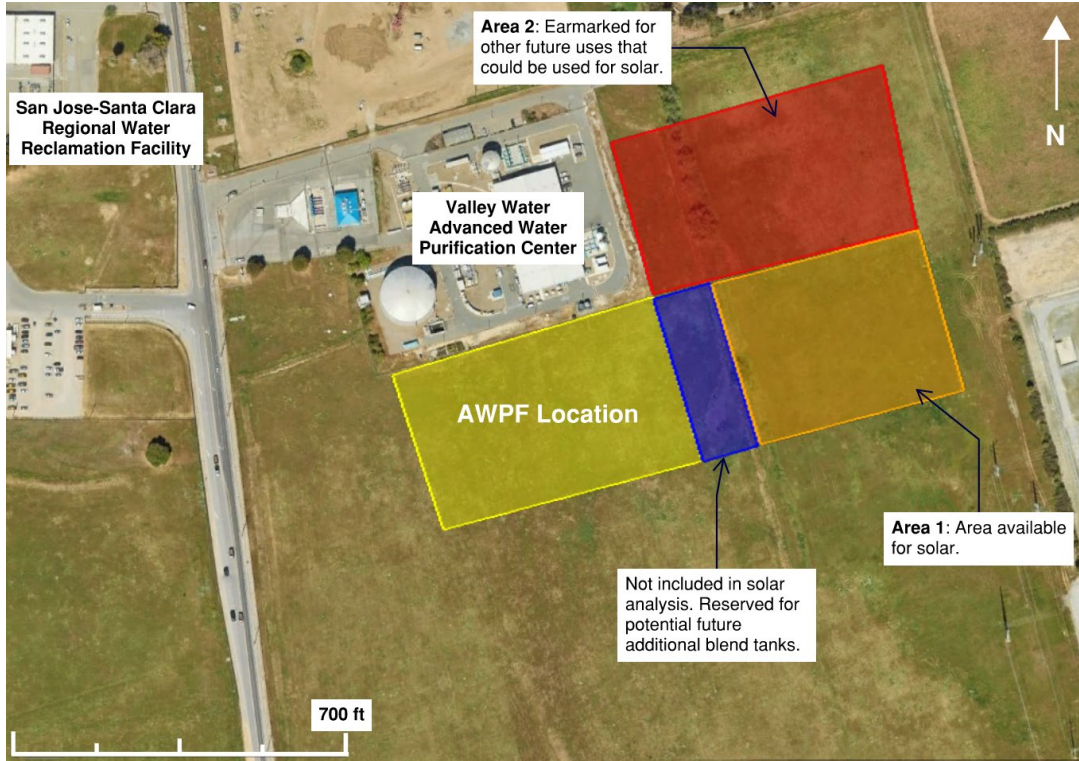 Area 2: Earmarked for
other future uses that
could be used for solar.
San Jose-Santa Clara
Regional Water
Reclamation Facility
N
Valley Water
Advanced Water
Purification Center
AWPF Location
Area 1: Area available
for solar.
Not included in solar
analysis. Reserved for
potential future
additional blend tanks.
700 ft